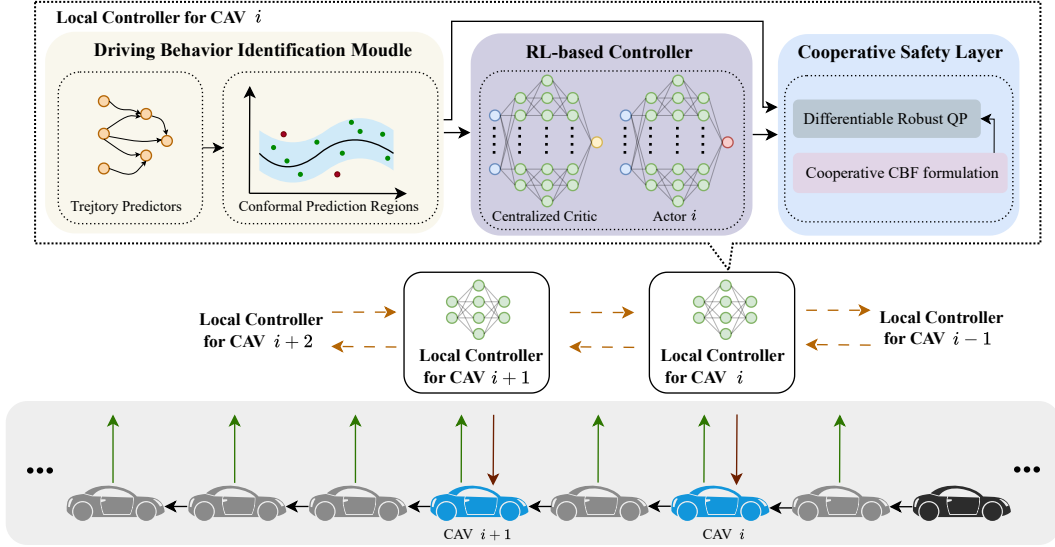 Local Controller for CAV i
Driving Behavior Identification Moudle
RL-based Controller
Cooperative Safety Layer
Trejtory Predictors
Conformal Prediction Regions
Centralized Critic
Actor i
Differentiable Robust QP
Cooperative CBF formulation
Local Controller
for CAV i + 2
Local Controller
for CAV i + 1
Local Controller
for CAV i
Local Controller
for CAV i − 1
...
...
CAV i + 1
CAV i